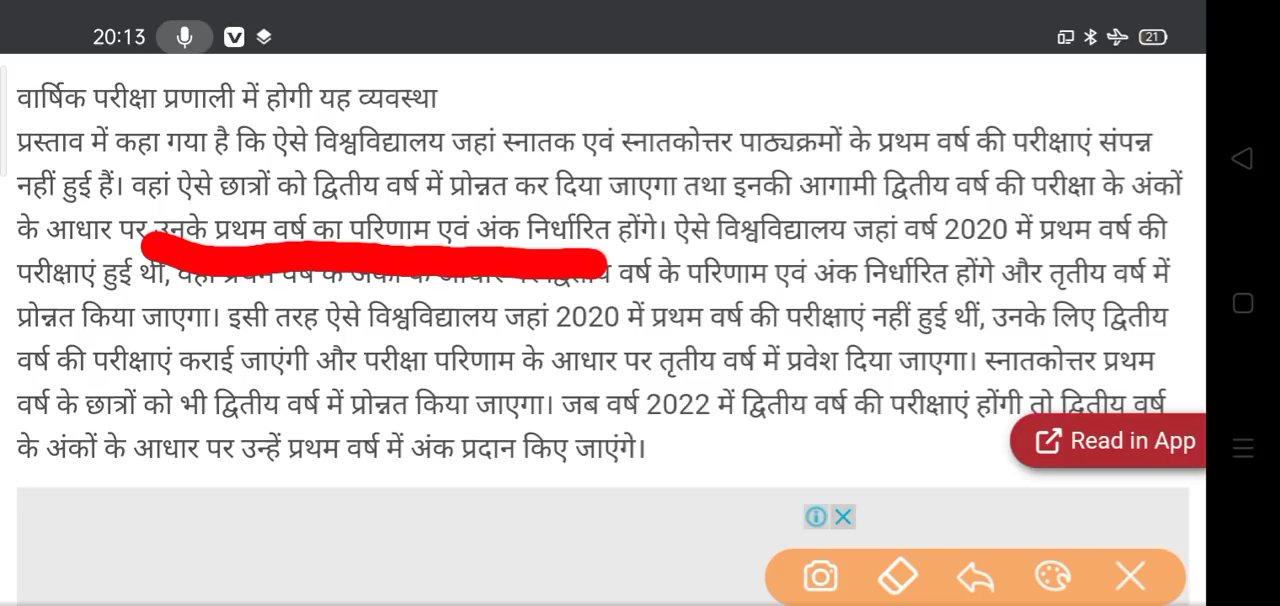 20:13
21
वार्षिक परीक्षा प्रणाली में होगी यह व्यवस्था
प्रस्ताव में कहा गया है कि ऐसे विश्वविद्यालय जहां स्नातक एवं स्नातकोत्तर पाठ्यक्रमों के प्रथम वर्ष की परीक्षाएं संपन्न
नहीं हुई हैं। वहां ऐसे छात्रों को द्वितीय वर्ष में प्रोन्नत कर दिया जाएगा तथा इनकी आगामी द्वितीय वर्ष की परीक्षा के अंकों
के आधार पर उनके प्रथम वर्ष का परिणाम एवं अंक निर्धारित होंगे। ऐसे विश्वविद्यालय जहां वर्ष 2020 में प्रथम वर्ष की
परीक्षाएं हुई थीं, वर्ष के परिणाम एवं अंक निर्धारित होंगे और तृतीय वर्ष में
प्रोन्नत किया जाएगा। इसी तरह ऐसे विश्वविद्यालय जहां 2020 में प्रथम वर्ष की परीक्षाएं नहीं हुई थीं, उनके लिए द्वितीय
वर्ष की परीक्षाएं कराई जाएंगी और परीक्षा परिणाम के आधार पर तृतीय वर्ष में प्रवेश दिया जाएगा। स्नातकोत्तर प्रथम
वर्ष के छात्रों को भी द्वितीय वर्ष में प्रोन्नत किया जाएगा। जब वर्ष 2022 में द्वितीय वर्ष की परीक्षाएं होंगी तो द्वितीय वर्ष
के अंकों के आधार पर उन्हें प्रथम वर्ष में अंक प्रदान किए जाएंगे।
Read in App